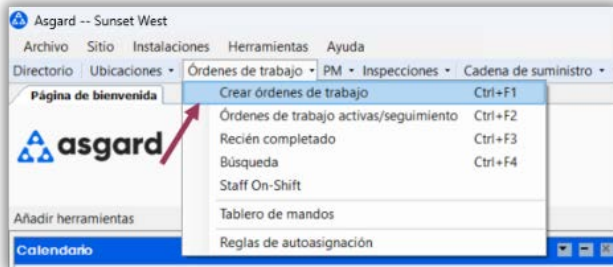 Asgard -- Sunset West
Archivo Sitio Instalaciones Herramientas Ayuda
Directorio Ubicaciones Órdenes de trabajo PM Inspecciones Cadena de suministro
Página de bienvenida
Crear órdenes de trabajo Ctrl+F1
Órdenes de trabajo activas/seguimiento Ctrl+F2
asgard
Recién completado Ctrl+F3
Búsqueda Ctrl+F4
Staff On-Shift
Tablero de mandos
Añadir herramientas
Reglas de autoasignación
Calendario